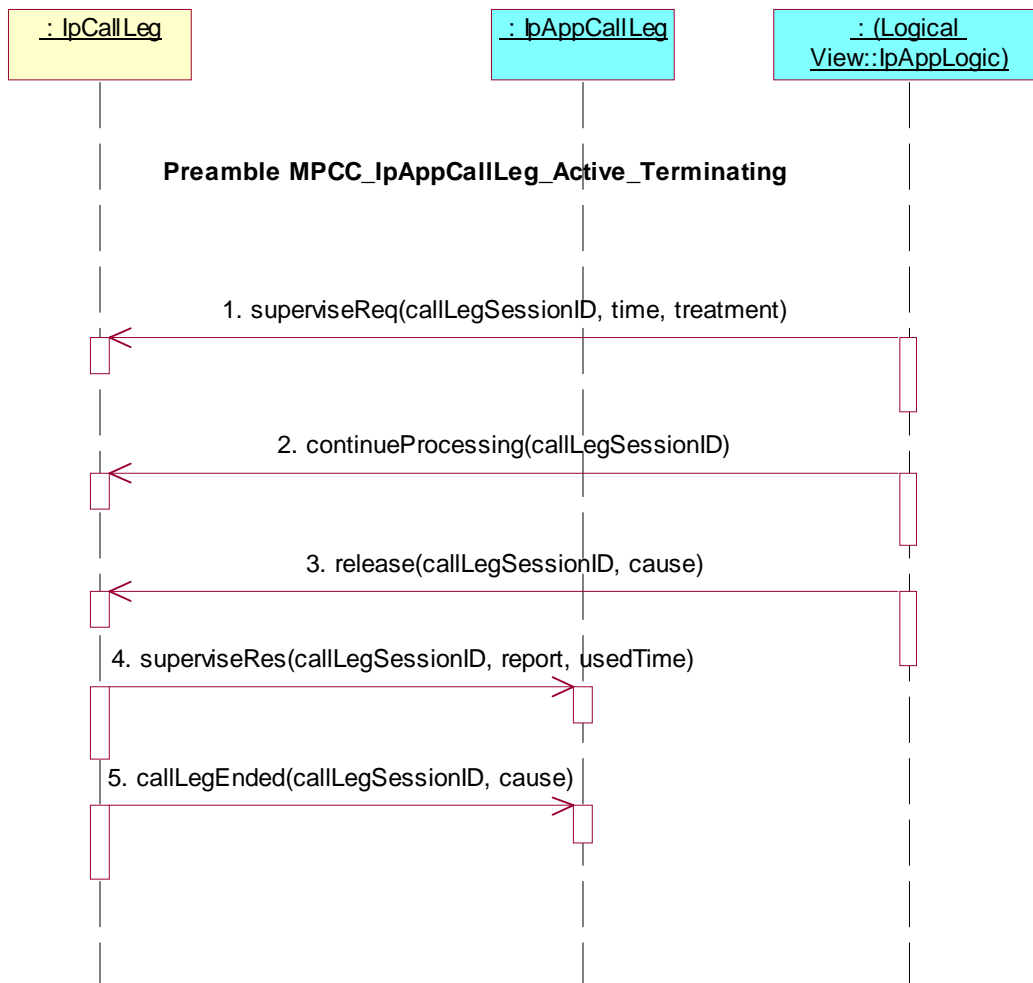 : IpCallLeg
: IpAppCallLeg
: (Logical
View::IpAppLogic)
Preamble MPCC_IpAppCallLeg_Active_Terminating
1. superviseReq(callLegSessionID, time, treatment)
2. continueProcessing(callLegSessionID)
3. release(callLegSessionID, cause)
4. superviseRes(callLegSessionID, report, usedTime)
5. callLegEnded(callLegSessionID, cause)